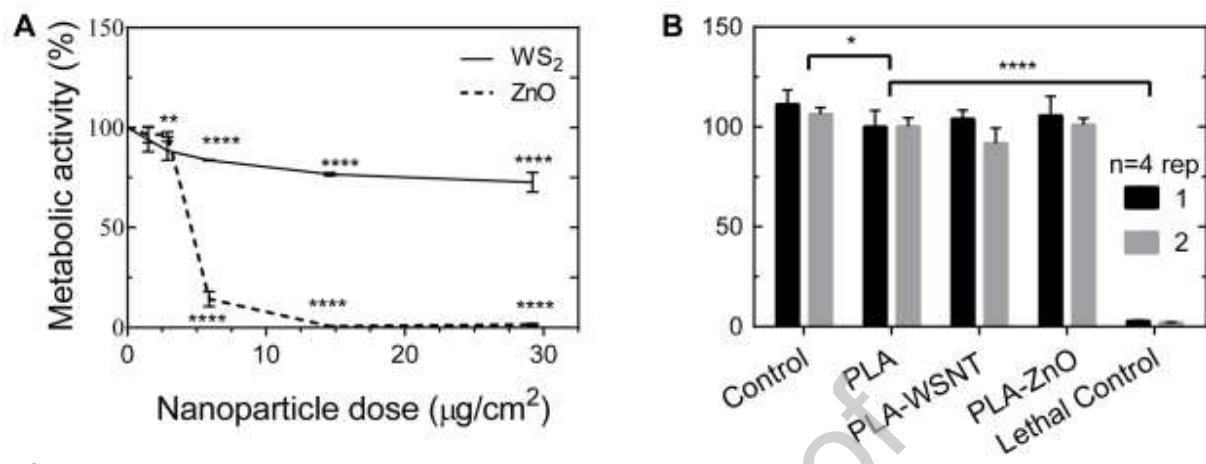 A
Metabolic activity (%)
150
100
50
0
WS2
ZnO
**
****
****
****
****
****
****
0
10
20
30
Nanoparticle dose (μg/cm2)
B
150
100
50
0
*
****
n=4 rep
1
2
Control
PLA
PLA-WSNT
PLA-ZnO
Lethal Control
of